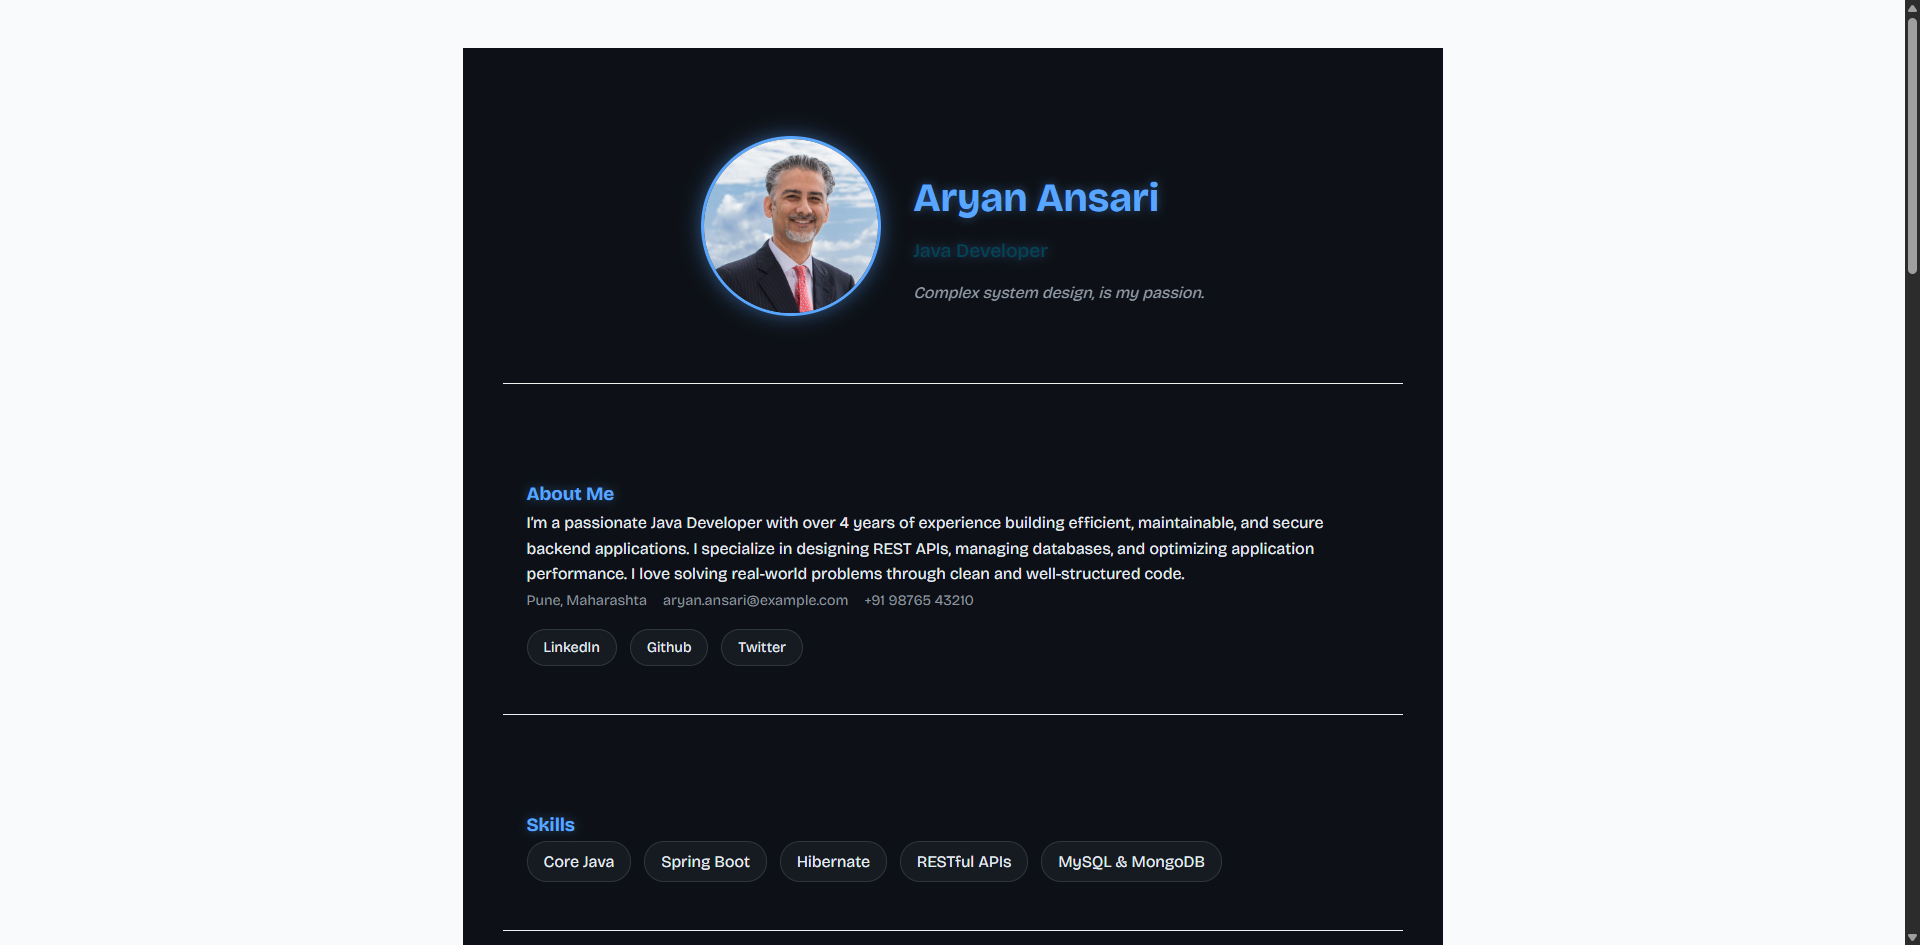 Aryan Ansari
Java Developer
Complex system design, is my passion.
About Me
I'm a passionate Java Developer with over 4 years of experience building efficient, maintainable, and secure
backend applications. I specialize in designing REST APIs, managing databases, and optimizing application
performance. I love solving real-world problems through clean and well-structured code.
Pune, Maharashta aryan.ansari@example.com +91 98765 43210
LinkedIn Github Twitter
Skills
Core Java Spring Boot Hibernate RESTful APIs MySQL & MongoDB